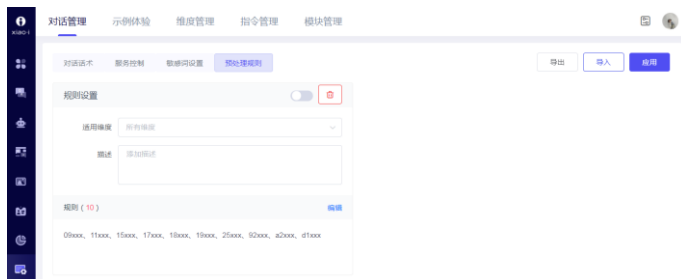 xiao-i
对话管理 示例体验 维度管理 指令管理 模块管理
对话话术 服务控制 敏感词设置 预处理规则 导出 导入 应用
规则设置
适用维度 所有维度
描述 添加描述
规则 ( 10 ) 编辑
09xxx、11xxx、15xxx、17xxx、18xxx、19xxx、25xxx、92xxx、a2xxx、d1xxx